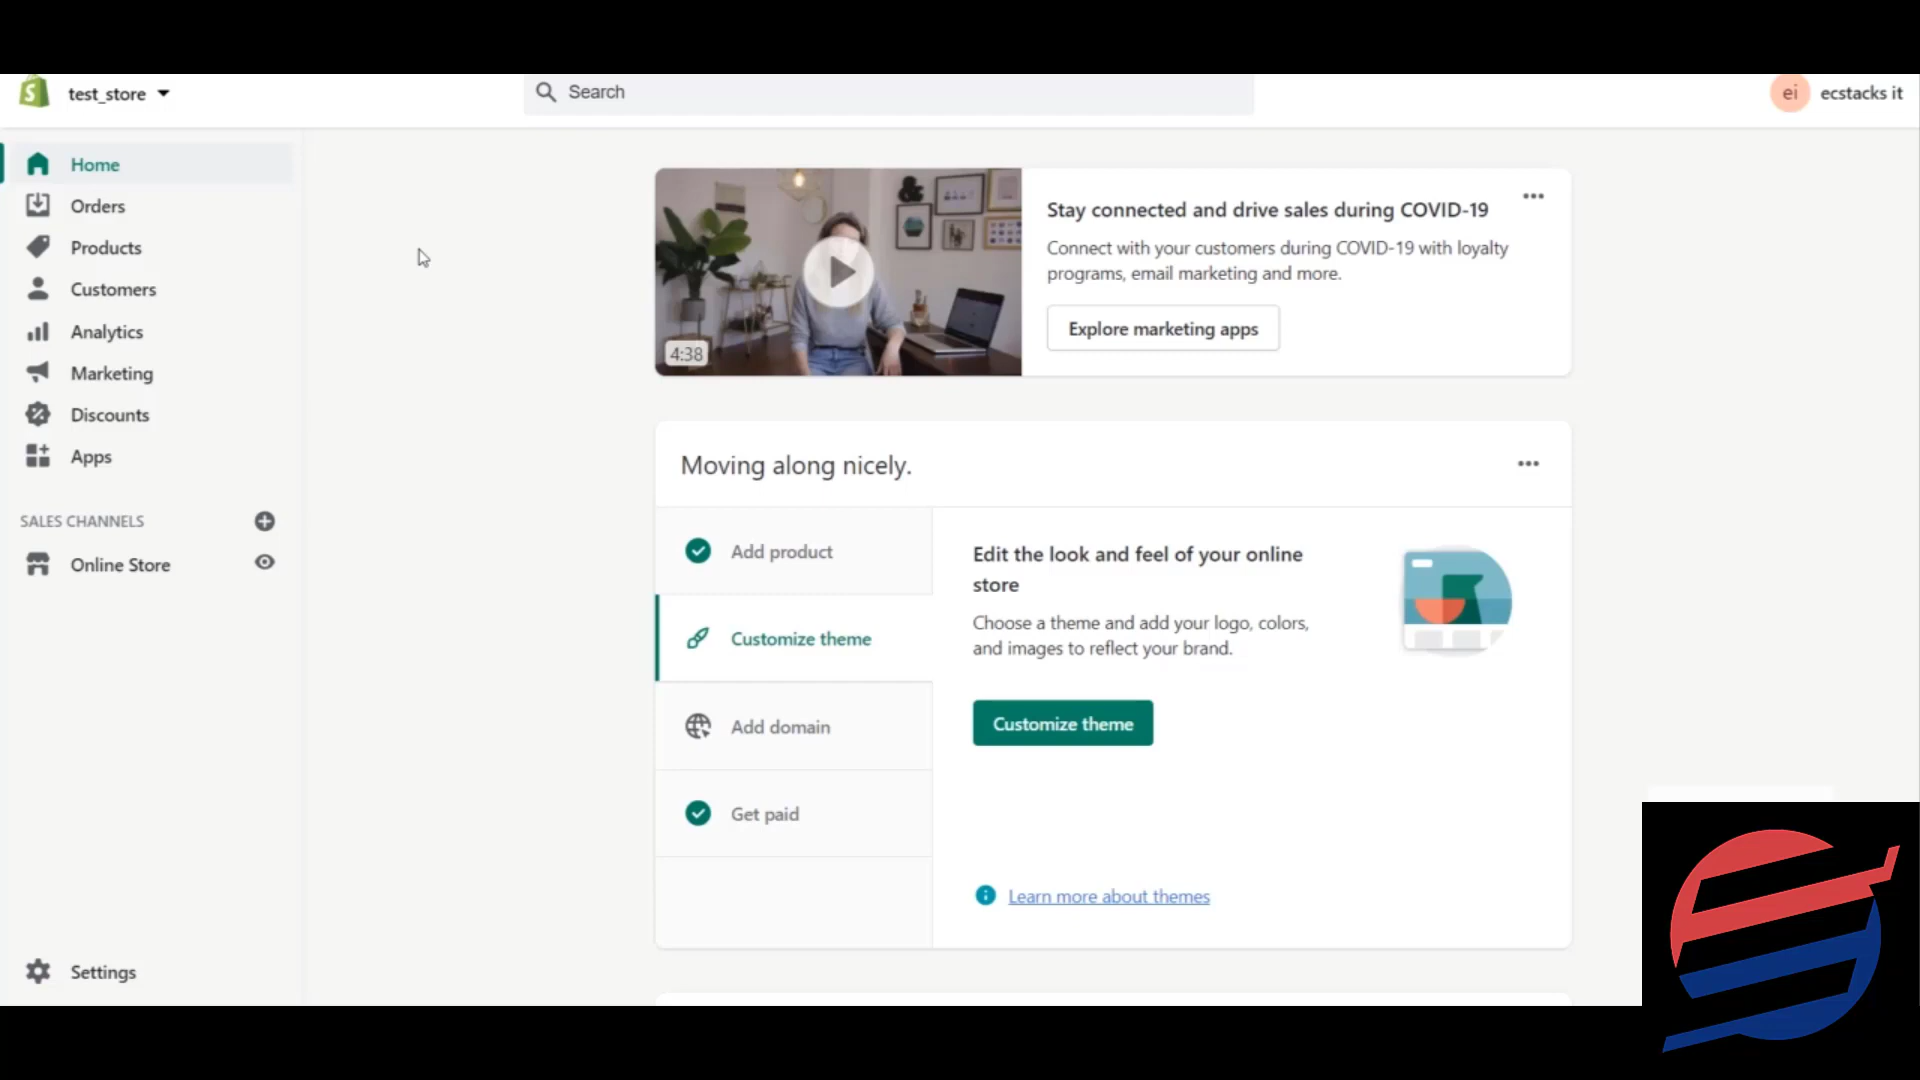 test_store
Search
ei
ecstacks it
Home
Orders
Products
Customers
Analytics
Marketing
Discounts
Apps
SALES CHANNELS
Online Store
Settings
4:38
Stay connected and drive sales during COVID-19
Connect with your customers during COVID-19 with loyalty
programs, email marketing and more.
Explore marketing apps
Moving along nicely.
Add product
Customize theme
Add domain
Get paid
Edit the look and feel of your online
store
Choose a theme and add your logo, colors,
and images to reflect your brand.
Customize theme
Learn more about themes